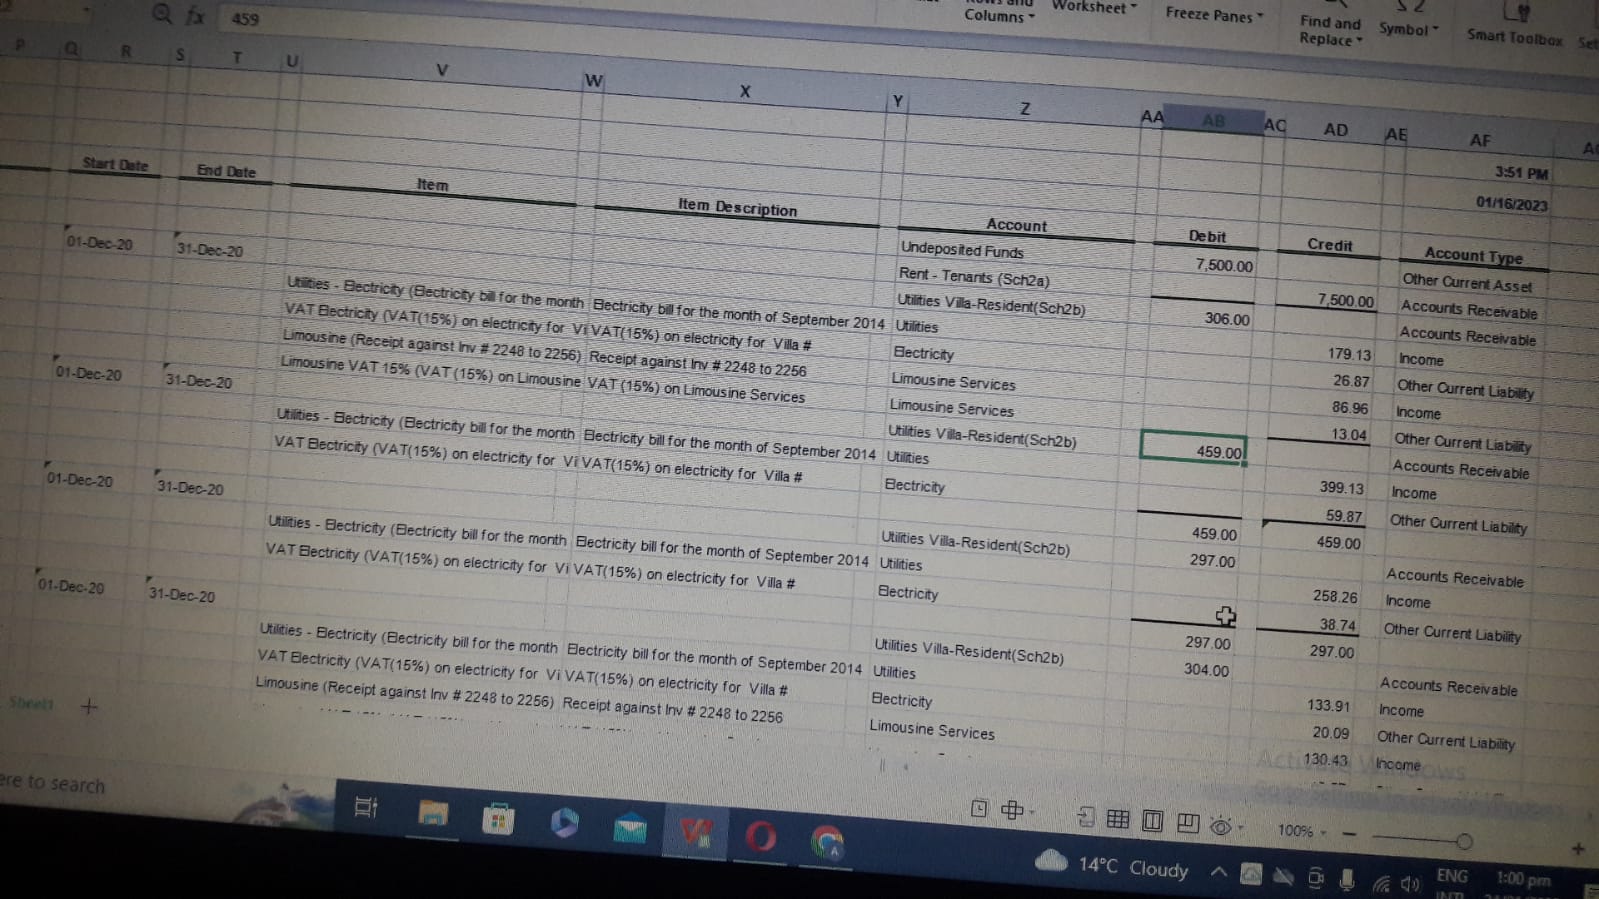 459
Columns
Worksheet
Freeze Panes
Find and
Replace
Symbol
Smart Toolbox
P Q R S T U V W X Y Z AA AB AC AD AE AF
3:51 PM
01/16/2023
Start Date End Date Item Item Description Account Debit Credit Account Type
Undeposited Funds 7,500.00 Other Current Asset
Rent - Tenants (Sch2a) 7,500.00 Accounts Receivable
01-Dec-20 31-Dec-20 Utilities Villa-Resident(Sch2b) 306.00 Accounts Receivable
Utilities - Electricity (Electricity bill for the month Electricity bill for the month of September 2014 Utilities 179.13 Income
VAT Electricity (VAT(15%) on electricity for Vi VAT(15%) on electricity for Villa # Electricity 26.87 Other Current Liability
Limousine (Receipt against Inv # 2248 to 2256) Receipt against Inv # 2248 to 2256 Limousine Services 86.96 Income
Limousine VAT 15% (VAT (15%) on Limousine VAT (15%) on Limousine Services Limousine Services 13.04 Other Current Liability
01-Dec-20 31-Dec-20 Utilities Villa-Resident(Sch2b) 459.00 Accounts Receivable
Utilities - Electricity (Electricity bill for the month Electricity bill for the month of September 2014 Utilities 399.13 Income
VAT Electricity (VAT(15%) on electricity for Vi VAT(15%) on electricity for Villa # Electricity 59.87 Other Current Liability
459.00 459.00
01-Dec-20 31-Dec-20 Utilities Villa-Resident(Sch2b) 297.00 Accounts Receivable
Utilities - Electricity (Electricity bill for the month Electricity bill for the month of September 2014 Utilities 258.26 Income
VAT Electricity (VAT(15%) on electricity for Vi VAT(15%) on electricity for Villa # Electricity 38.74 Other Current Liability
297.00 297.00
01-Dec-20 31-Dec-20 Utilities Villa-Resident(Sch2b) 304.00 Accounts Receivable
Utilities - Electricity (Electricity bill for the month Electricity bill for the month of September 2014 Utilities 133.91 Income
VAT Electricity (VAT(15%) on electricity for Vi VAT(15%) on electricity for Villa # Electricity 20.09 Other Current Liability
Limousine (Receipt against Inv # 2248 to 2256) Receipt against Inv # 2248 to 2256 Limousine Services 130.43 Income
Sheet1
100%
to search
14°C Cloudy
ENG
1:00 pm